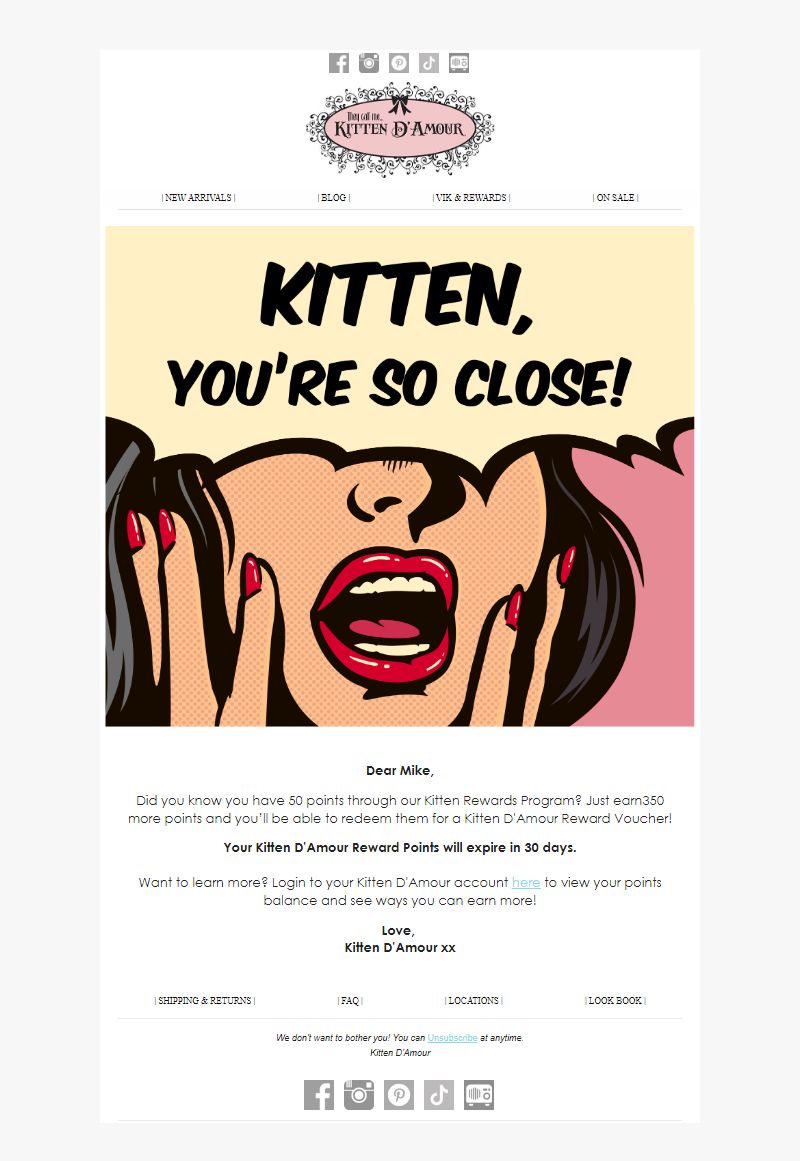 They call me...
KITTEN D'AMOUR
| NEW ARRIVALS |
| BLOG |
| VIK & REWARDS |
| ON SALE |
KITTEN,
YOU'RE SO CLOSE!
Dear Mike,
Did you know you have 50 points through our Kitten Rewards Program? Just earn350
more points and you’ll be able to redeem them for a Kitten D'Amour Reward Voucher!
Your Kitten D'Amour Reward Points will expire in 30 days.
Want to learn more? Login to your Kitten D'Amour account here to view your points
balance and see ways you can earn more!
Love,
Kitten D'Amour xx
| SHIPPING & RETURNS |
| FAQ |
| LOCATIONS |
| LOOK BOOK |
We don't want to bother you! You can Unsubscribe at anytime.
Kitten D'Amour